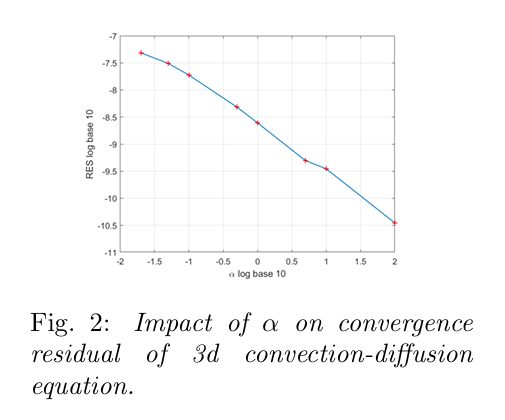 -7
-7.5
-8
-8.5
-9
-9.5
-10
-10.5
-11
RES log base 10
-2 -1.5 -1 -0.5 0 0.5 1 1.5 2
α log base 10
Fig. 2: Impact of α on convergence
residual of 3d convection-diffusion
equation.